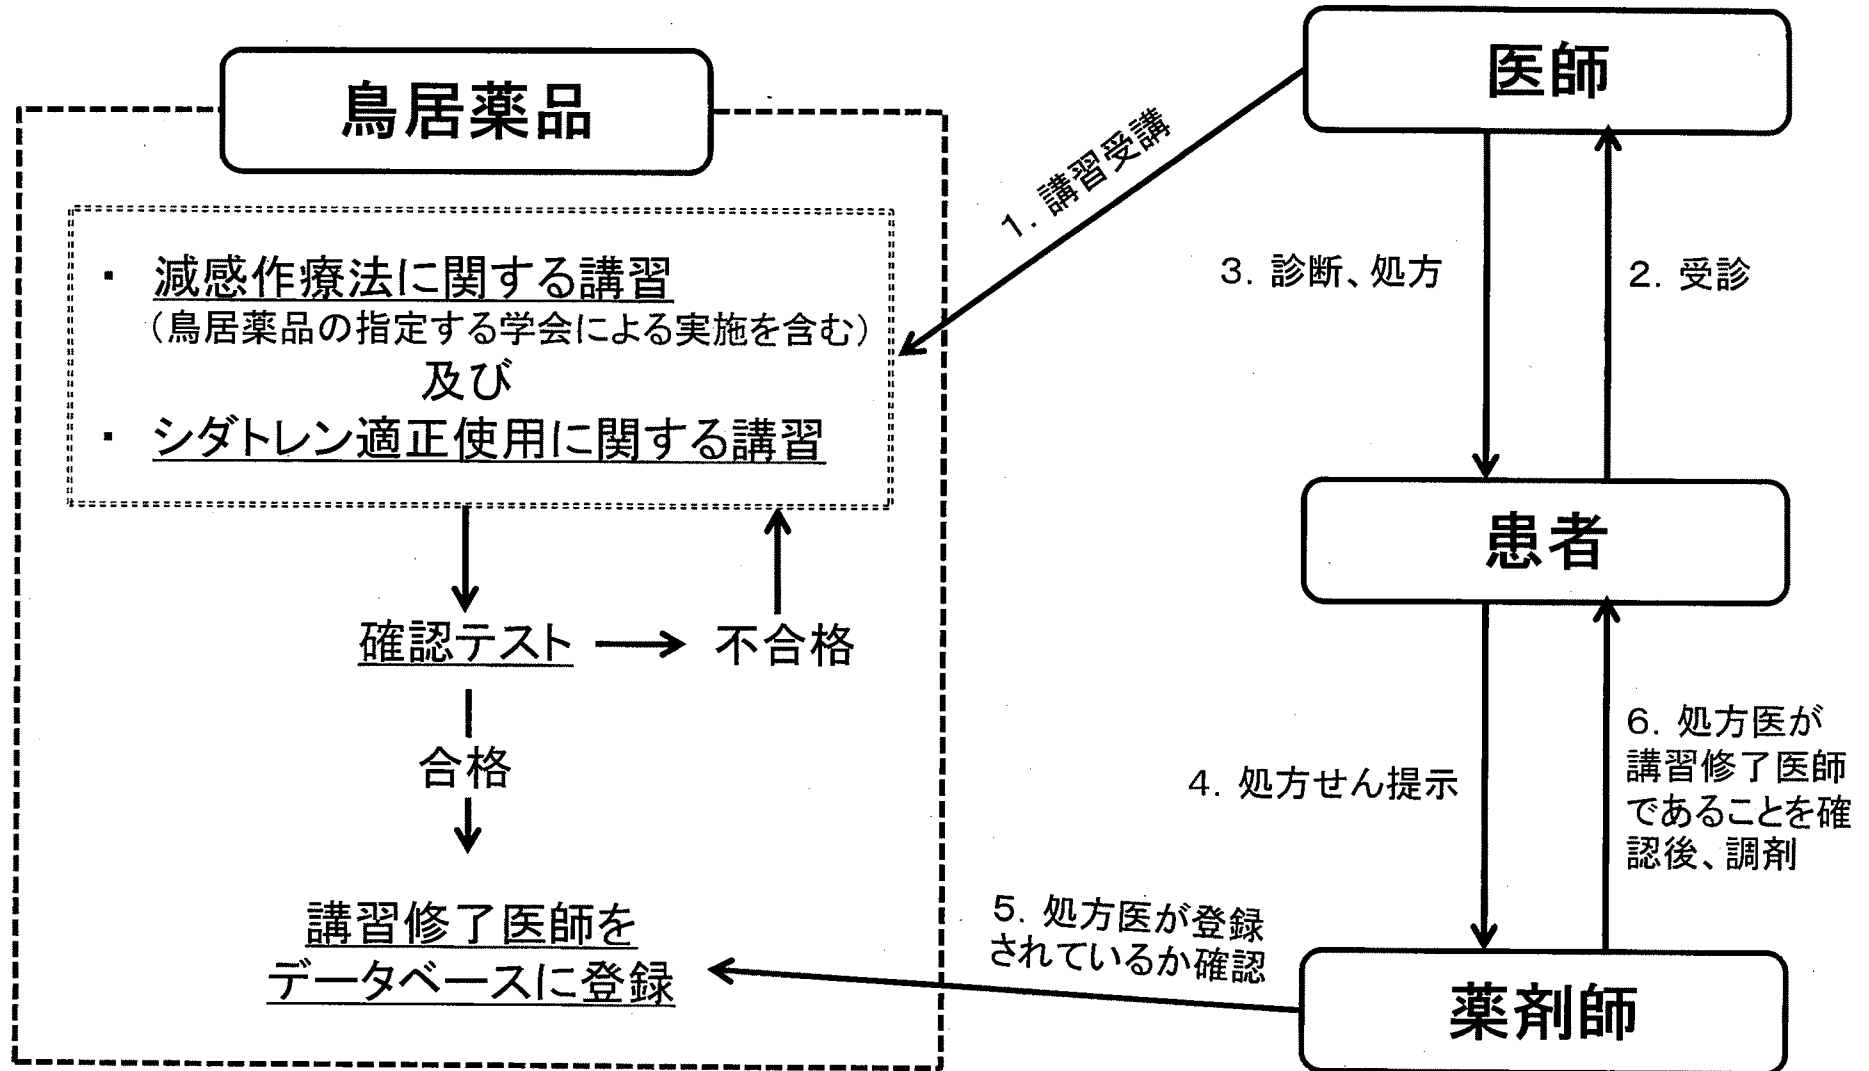 鳥居薬品
・ 減感作療法に関する講習
（鳥居薬品の指定する学会による実施を含む）
及び
・ シダトレン適正使用に関する講習
確認テスト
不合格
合格
講習修了医師を
データベースに登録
医師
1. 講習受講
3. 診断、処方
2. 受診
患者
4. 処方せん提示
6. 処方医が
講習修了医師
であることを確
認後、調剤
5. 処方医が登録
されているか確認
薬剤師